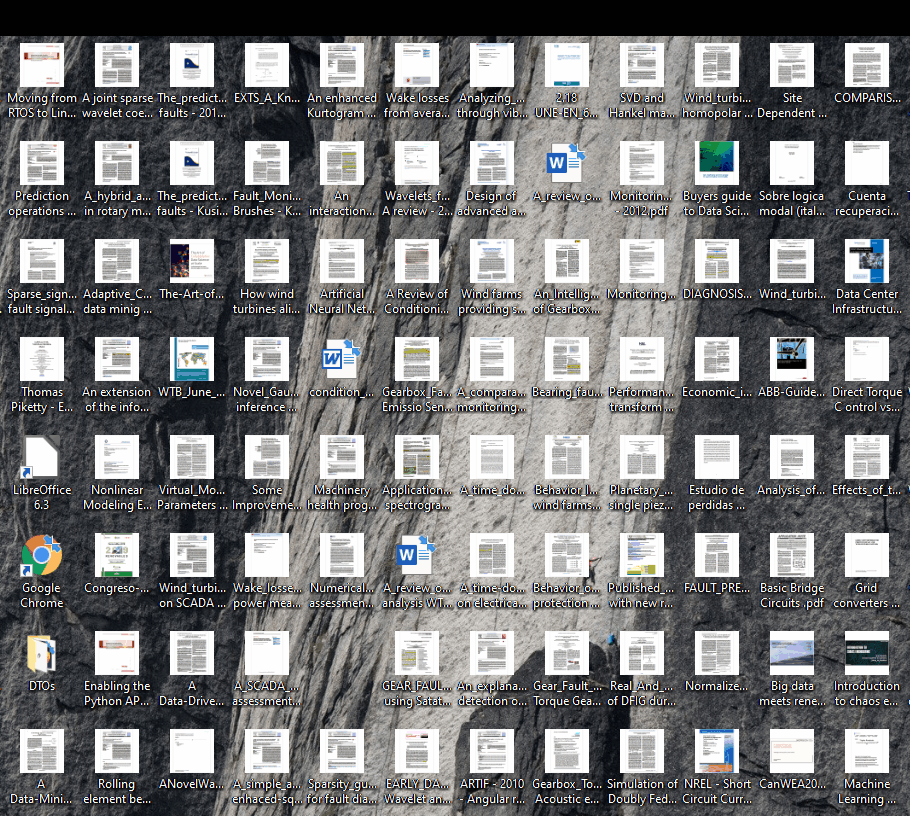 Moving from
RTOS to Lin...
A joint sparse
wavelet coe...
The_predict...
faults - 201...
EXTS_A_Kn...
An enhanced
Kurtogram ...
Wake losses
from avera...
Analyzing_...
through vib...
2.18
UNE-EN_6...
SVD and
Hankel ma...
Wind_turbi...
homopolar ...
Site
Dependent ...
COMPARIS...
Prediction
operations ...
A_hybrid_a...
in rotary m...
The_predict...
faults - Kusi...
Fault_Moni...
Brushes - K...
An
interaction...
Wavelets_f...
A review - 2...
Design of
advanced a...
A_review_o...
Monitorin...
- 2012.pdf
Buyers guide
to Data Sci...
Sobre logica
modal (ital...
Cuenta
recuperaci...
Sparse_sign...
fault signal...
Adaptive_C...
data minig ...
The-Art-of...
How wind
turbines ali...
Artificial
Neural Net...
A Review of
Conditioni...
Wind farms
providing s...
An_Intellig...
of Gearbox...
Monitoring...
DIAGNOSIS...
Wind_turbi...
Data Center
Infrastructu...
Thomas
Piketty - E...
An extension
of the info...
WTB_June_...
Novel_Gau...
inference ...
condition_...
Gearbox_Fa...
Emissio Sen...
A_compara...
monitoring...
Bearing_fau...
Performan...
transform ...
Economic_i...
ABB-Guide...
Direct Torque
C ontrol vs...
LibreOffice
6.3
Nonlinear
Modeling E...
Virtual_Mo...
Parameters ...
Some
Improveme...
Machinery
health prog...
Application...
spectrogra...
A_time_do...
Behavior_I...
wind farms...
Planetary_...
single piez...
Estudio de
perdidas ...
Analysis_of...
Effects_of_t...
Google
Chrome
Congreso-...
Wind_turbi...
on SCADA ...
Wake_losse...
power mea...
Numerical...
assessmen...
A_review_o...
analysis WT...
A_time-do...
on electrica...
Behavior_o...
protection ...
Published_...
with new r...
FAULT_PRE...
Basic Bridge
Circuits .pdf
Grid
converters ...
DTOs
Enabling the
Python AP...
A
Data-Drive...
A_SCADA_...
assessment...
GEAR_FAUL...
using Satat...
An_explana...
detection o...
Gear_Fault_...
Torque Gea...
Real_And_...
of DFIG dur...
Normalize...
Big data
meets rene...
Introduction
to chaos e...
A
Data-Mini...
Rolling
element be...
ANovelWa...
A_simple_a...
enhaced-sq...
Sparsity_gu...
for fault dia...
EARLY_DA...
Wavelet an...
ARTIF - 2010
- Angular r...
Gearbox_To...
Acoustic e...
Simulation of
Doubly Fed...
NREL - Short
Circuit Curr...
CanWEA20...
Machine
Learning ...